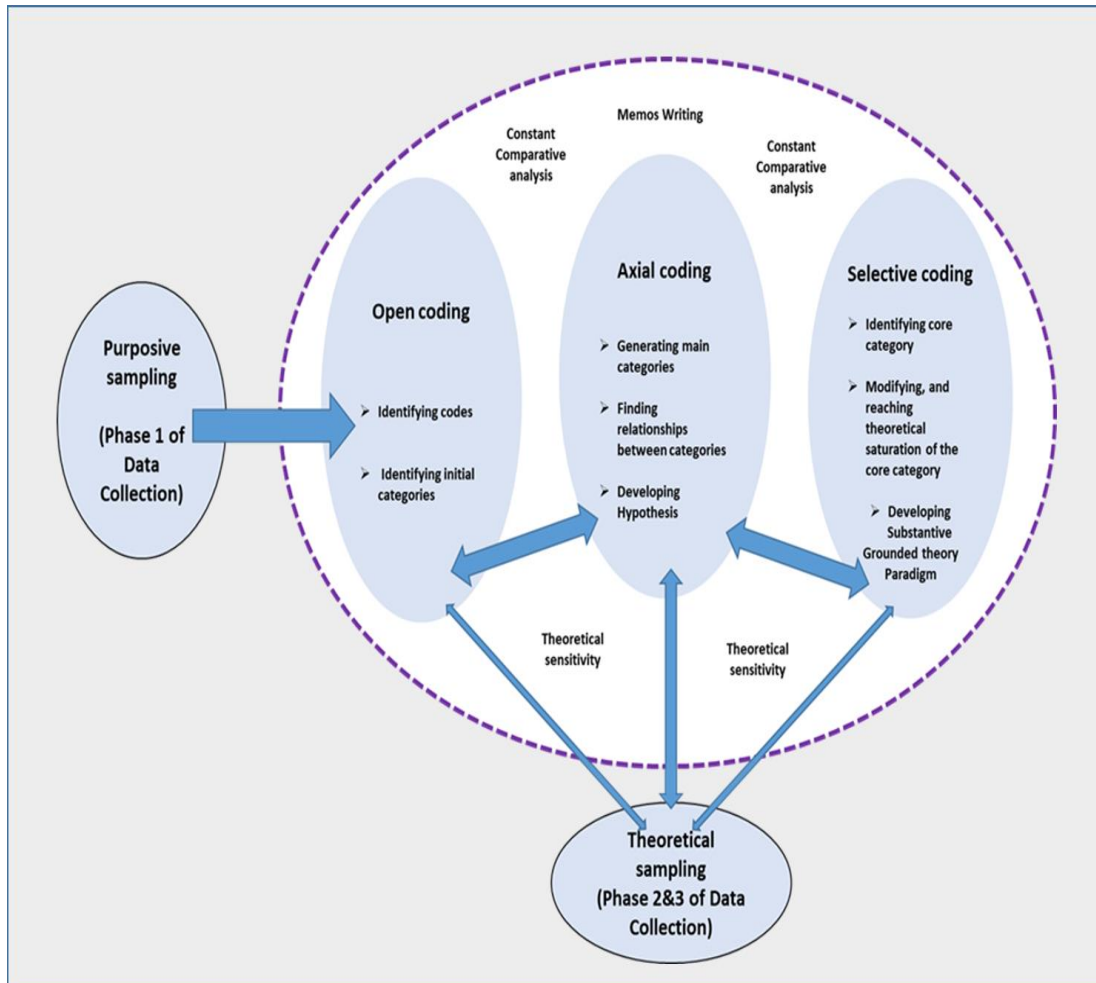 Memos Writing
Constant
Comparative
analysis
Constant
Comparative
analysis
Purposive
sampling
(Phase 1 of
Data
Collection)
Open coding
➢ Identifying codes
➢ Identifying initial
categories
Axial coding
➢ Generating main
categories
➢ Finding
relationships
between categories
➢ Developing
Hypothesis
Selective coding
➢ Identifying core
category
➢ Modifying, and
reaching
theoretical
saturation of the
core category
➢ Developing
Substantive
Grounded theory
Paradigm
Theoretical
sensitivity
Theoretical
sensitivity
Theoretical
sampling
(Phase 2&3 of Data
Collection)